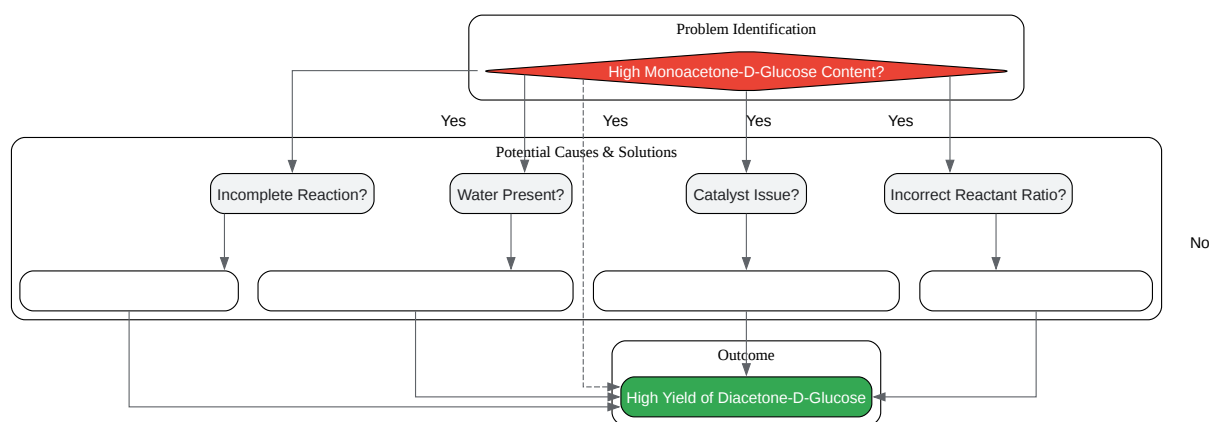 Problem Identification
High Monoacetone-D-Glucose Content?
Yes
Yes
Yes
Yes
Potential Causes & Solutions
Incomplete Reaction?
Water Present?
Catalyst Issue?
Incorrect Reactant Ratio?
No
Outcome
High Yield of Diacetone-D-Glucose